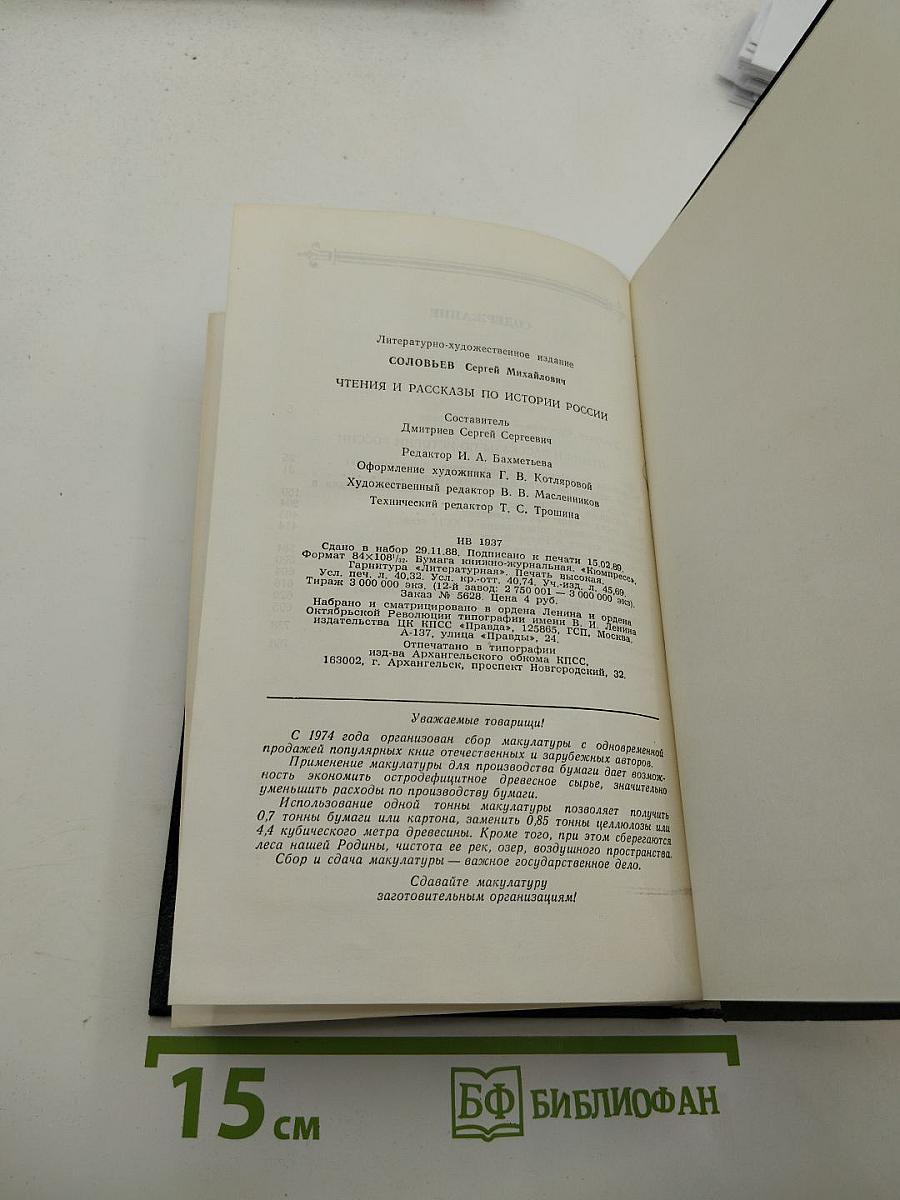 Литературно-художественное издание
СОЛОВЬЕВ Сергей Михайлович
ЧТЕНИЯ И РАССКАЗЫ ПО ИСТОРИИ РОССИИ
Составитель
Дмитриев Сергей Сергеевич
Редактор И. А. Бахметьева
Оформление художника Г. В. Котляровой
Художественный редактор В. В. Масленников
Технический редактор Т. С. Трошина
ИВ 1937
Сдано в набор 29.11.88. Подписано к печати 15.02.89.
Формат 84×108¹/₃₂. Бумага книжно-журнальная. «Компресс».
Гарнитура «Литературная». Печать высокая.
Усл. печ. л. 40,32. Усл. кр.-отт. 40,74. Уч.-изд. л. 45,69.
Тираж 3 000 000 экз. (12-й завод: 2 750 001 — 3 000 000 экз).
Заказ № 5628. Цена 4 руб.
Набрано и сматрицировано в ордена Ленина и ордена
Октябрьской Революции типографии имени В. И. Ленина
издательства ЦК КПСС «Правда», 125865, ГСП, Москва,
А-137, улица «Правды», 24.
Отпечатано в типографии
изд-ва Архангельского обкома КПСС,
163002, г. Архангельск, проспект Новгородский, 32.
Уважаемые товарищи!
С 1974 года организован сбор макулатуры с одновременной
продажей популярных книг отечественных и зарубежных авторов.
Применение макулатуры для производства бумаги дает возмож-
ность экономить остродефицитное древесное сырье, значительно
уменьшить расходы по производству бумаги.
Использование одной тонны макулатуры позволяет получить
0,7 тонны бумаги или картона, заменить 0,85 тонны целлюлозы или
4,4 кубического метра древесины. Кроме того, при этом сберегаются
леса нашей Родины, чистота ее рек, озер, воздушного пространства.
Сбор и сдача макулатуры — важное государственное дело.
Сдавайте макулатуру
заготовительным организациям!
15 см
БФ БИБЛИОФАН